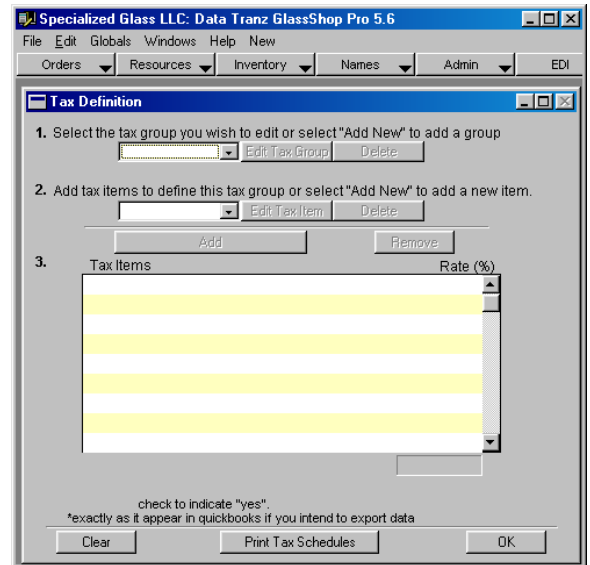 Specialized Glass LLC: Data Tranz GlassShop Pro 5.6
File Edit Globals Windows Help New
Orders Resources Inventory Names Admin EDI
Tax Definition
1. Select the tax group you wish to edit or select "Add New" to add a group
Edit Tax Group Delete
2. Add tax items to define this tax group or select "Add New" to add a new item.
Edit Tax Item Delete
Add Remove
3. Tax Items Rate (%)
check to indicate "yes".
*exactly as it appear in quickbooks if you intend to export data
Clear Print Tax Schedules OK